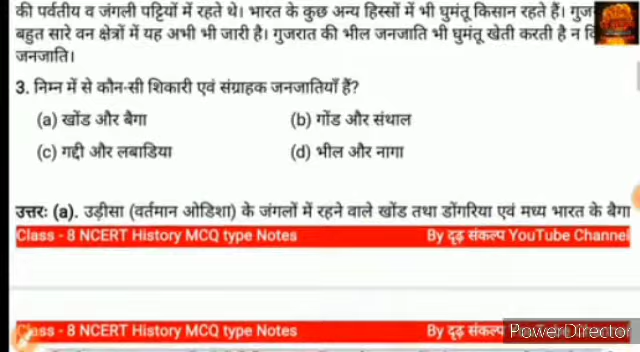 की पर्वतीय व जंगली पट्टियों में रहते थे। भारत के कुछ अन्य हिस्सों में भी घुमंतू किसान रहते हैं।
बहुत सारे वन क्षेत्रों में यह अभी भी जारी है। गुजरात की भील जनजाति भी घुमंतू खेती करती है न
जनजाति।
3. निम्न में से कौन-सी शिकारी एवं संग्राहक जनजातियाँ हैं?
(a) खोंड और बैगा
(b) गोंड और संथाल
(c) गद्दी और लबाडिया
(d) भील और नागा
उत्तर: (a). उड़ीसा (वर्तमान ओडिशा) के जंगलों में रहने वाले खोंड तथा डोंगरिया एवं मध्य भारत के बैगा
Class - 8 NCERT History MCQ type Notes
By दृढ़ संकल्प YouTube Channel
Class - 8 NCERT History MCQ type Notes
By दृढ़ संकल्प
PowerDirector